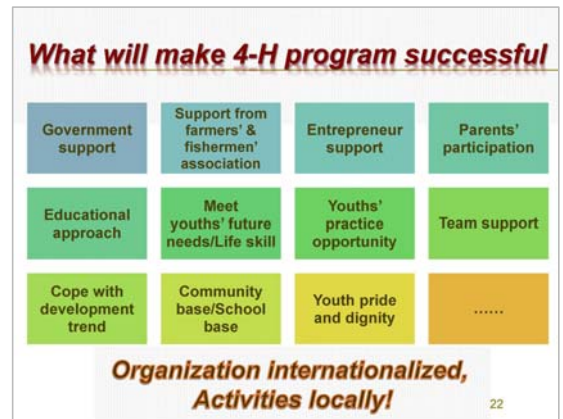 What will make 4-H program successful
Government
support
Support from
farmers' &
fishermen'
association
Entrepreneur
support
Parents'
participation
Educational
approach
Meet
youths' future
needs/Life skill
Youths'
practice
opportunity
Team support
Cope with
development
trend
Community
base/School
base
Youth pride
and dignity
......
Organization internationalized,
Activities locally!
22